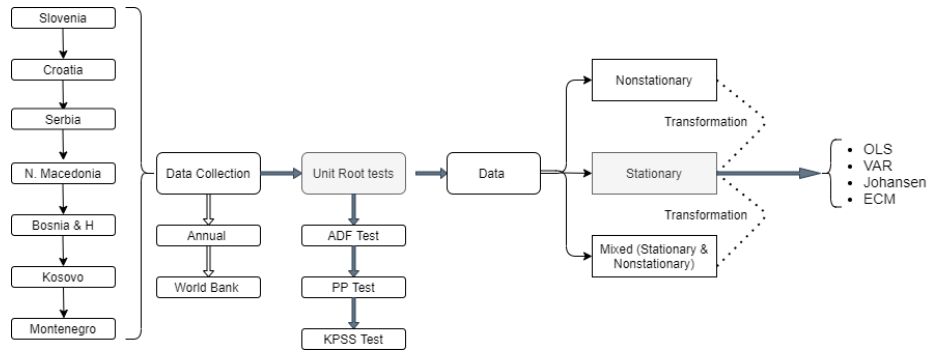 Slovenia
Croatia
Serbia
N. Macedonia
Bosnia & H
Kosovo
Montenegro
Data Collection
Annual
World Bank
Unit Root tests
ADF Test
PP Test
KPSS Test
Data
Nonstationary
Transformation
Stationary
Transformation
Mixed (Stationary &
Nonstationary)
• OLS
• VAR
• Johansen
• ECM